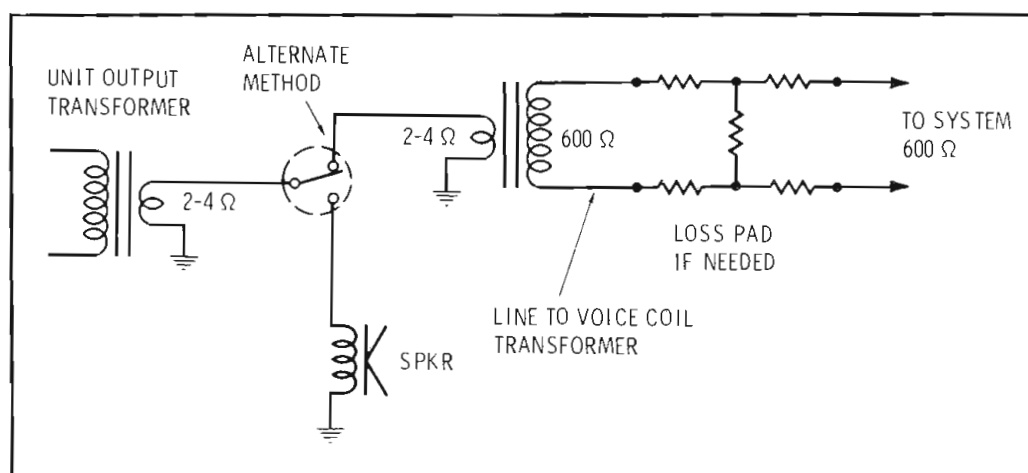 ALTERNATE
METHOD
UNIT OUTPUT
TRANSFORMER
2-4 Ω
2-4 Ω
600 Ω
TO SYSTEM
600 Ω
LOSS PAD
IF NEEDED
LINE TO VOICE COIL
TRANSFORMER
SPKR